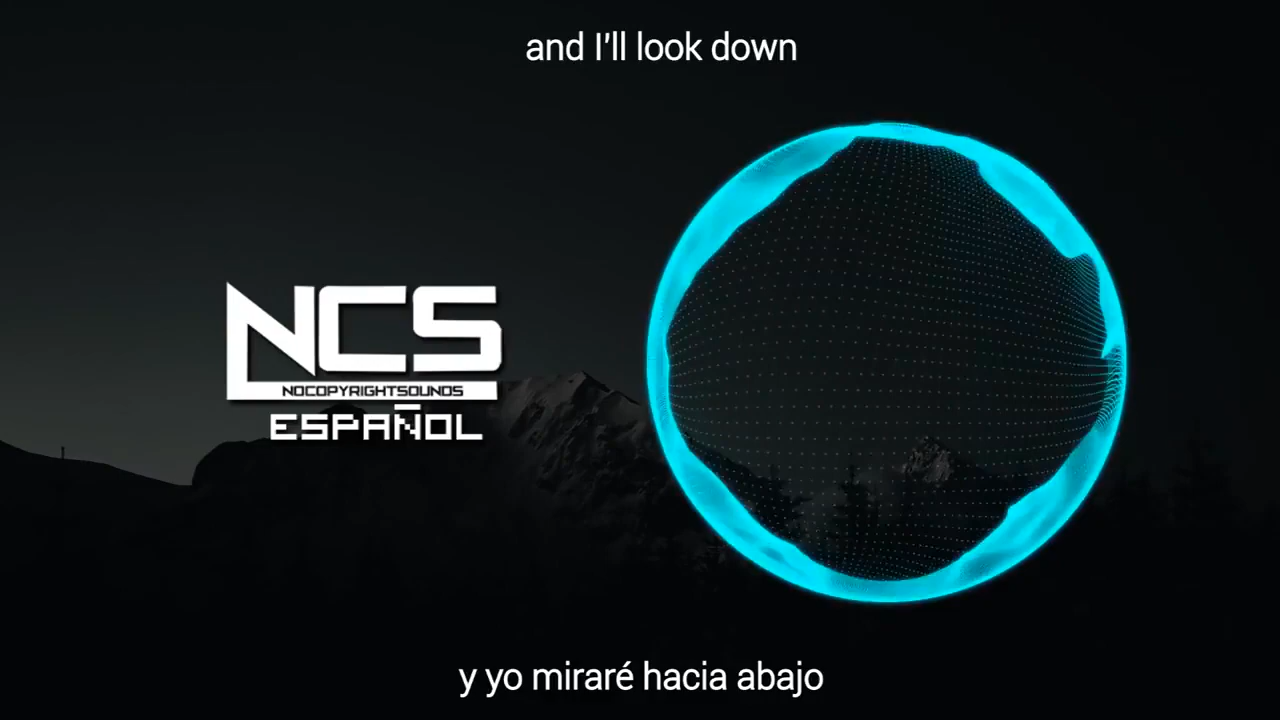 and I'll look down
NCS
NOCOPYRIGHTSOUNDS
ESPAÑOL
y yo miraré hacia abajo